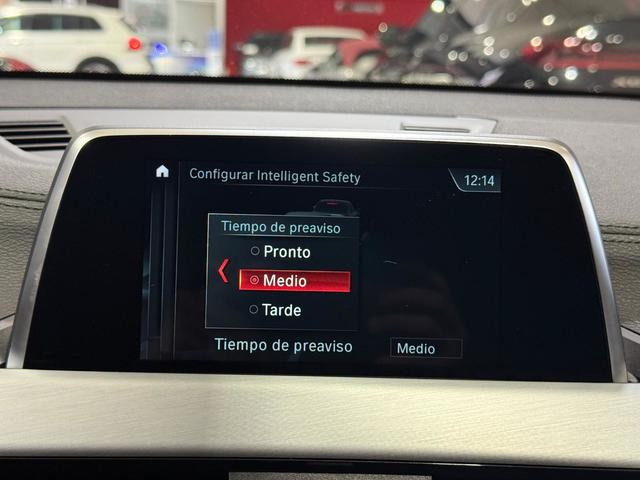 Configurar Intelligent Safety
12:14
Tiempo de preaviso
Pronto
Medio
Tarde
Tiempo de preaviso Medio